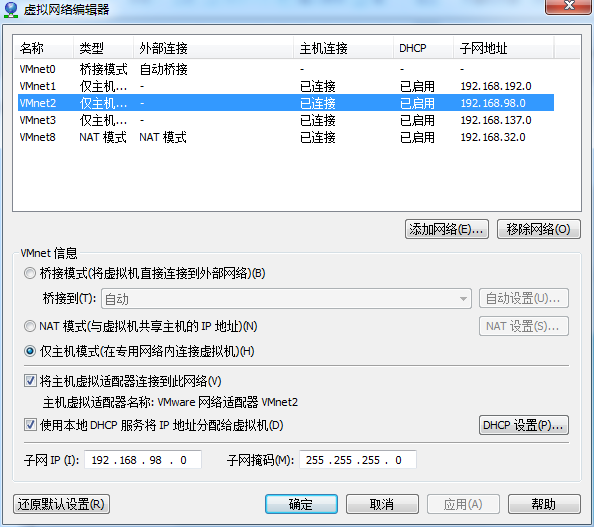 虚拟网络编辑器
名称 类型 外部连接 主机连接 DHCP 子网地址
VMnet0 桥接模式 自动桥接 - - -
VMnet1 仅主机... - 已连接 已启用 192.168.192.0
VMnet2 仅主机... - 已连接 已启用 192.168.98.0
VMnet3 仅主机... - 已连接 已启用 192.168.137.0
VMnet8 NAT 模式 NAT 模式 已连接 已启用 192.168.32.0
添加网络(E)... 移除网络(O)
VMnet 信息
桥接模式(将虚拟机直接连接到外部网络)(B)
桥接到(T): 自动 自动设置(U)...
NAT 模式(与虚拟机共享主机的 IP 地址)(N) NAT 设置(S)...
仅主机模式(在专用网络内连接虚拟机)(H)
将主机虚拟适配器连接到此网络(V)
主机虚拟适配器名称: VMware 网络适配器 VMnet2
使用本地 DHCP 服务将 IP 地址分配给虚拟机(D) DHCP 设置(P)...
子网 IP (I): 192 . 168 . 98 . 0 子网掩码(M): 255 . 255 . 255 . 0
还原默认设置(R) 确定 取消 应用(A) 帮助